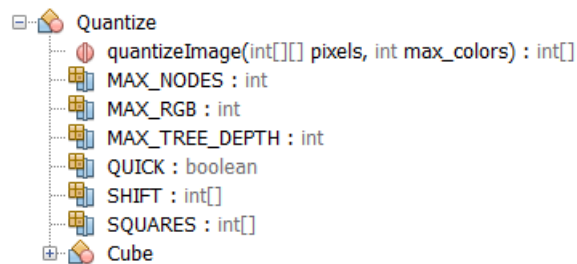 Quantize
quantizeImage(int[][] pixels, int max_colors) : int[]
MAX_NODES : int
MAX_RGB : int
MAX_TREE_DEPTH : int
QUICK : boolean
SHIFT : int[]
SQUARES : int[]
Cube